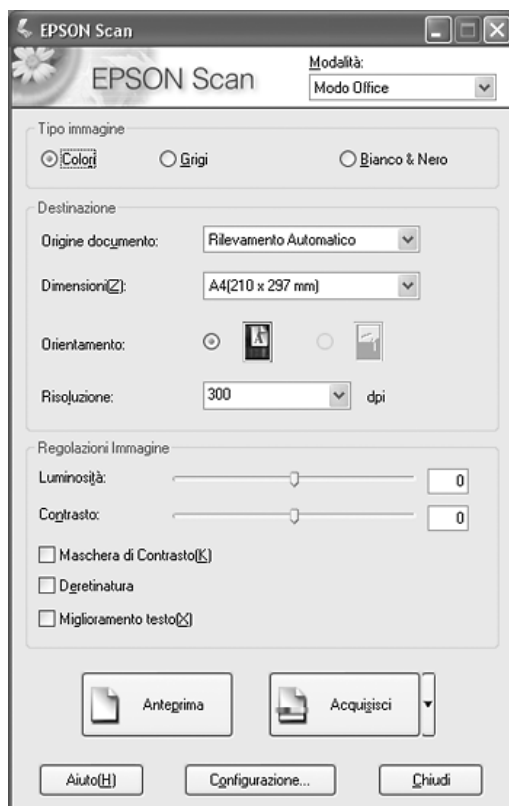 EPSON Scan
EPSON Scan
Modalità:
Modo Office
Tipo immagine
Colori Grigi Bianco & Nero
Destinazione
Origine documento: Rilevamento Automatico
Dimensioni(Z): A4(210 x 297 mm)
Orientamento:
Risoluzione: 300 dpi
Regolazioni Immagine
Luminosità: 0
Contrasto: 0
Maschera di Contrasto(K)
Deretinatura
Miglioramento testo(X)
Anteprima Acquisisci
Aiuto(H) Configurazione... Chiudi